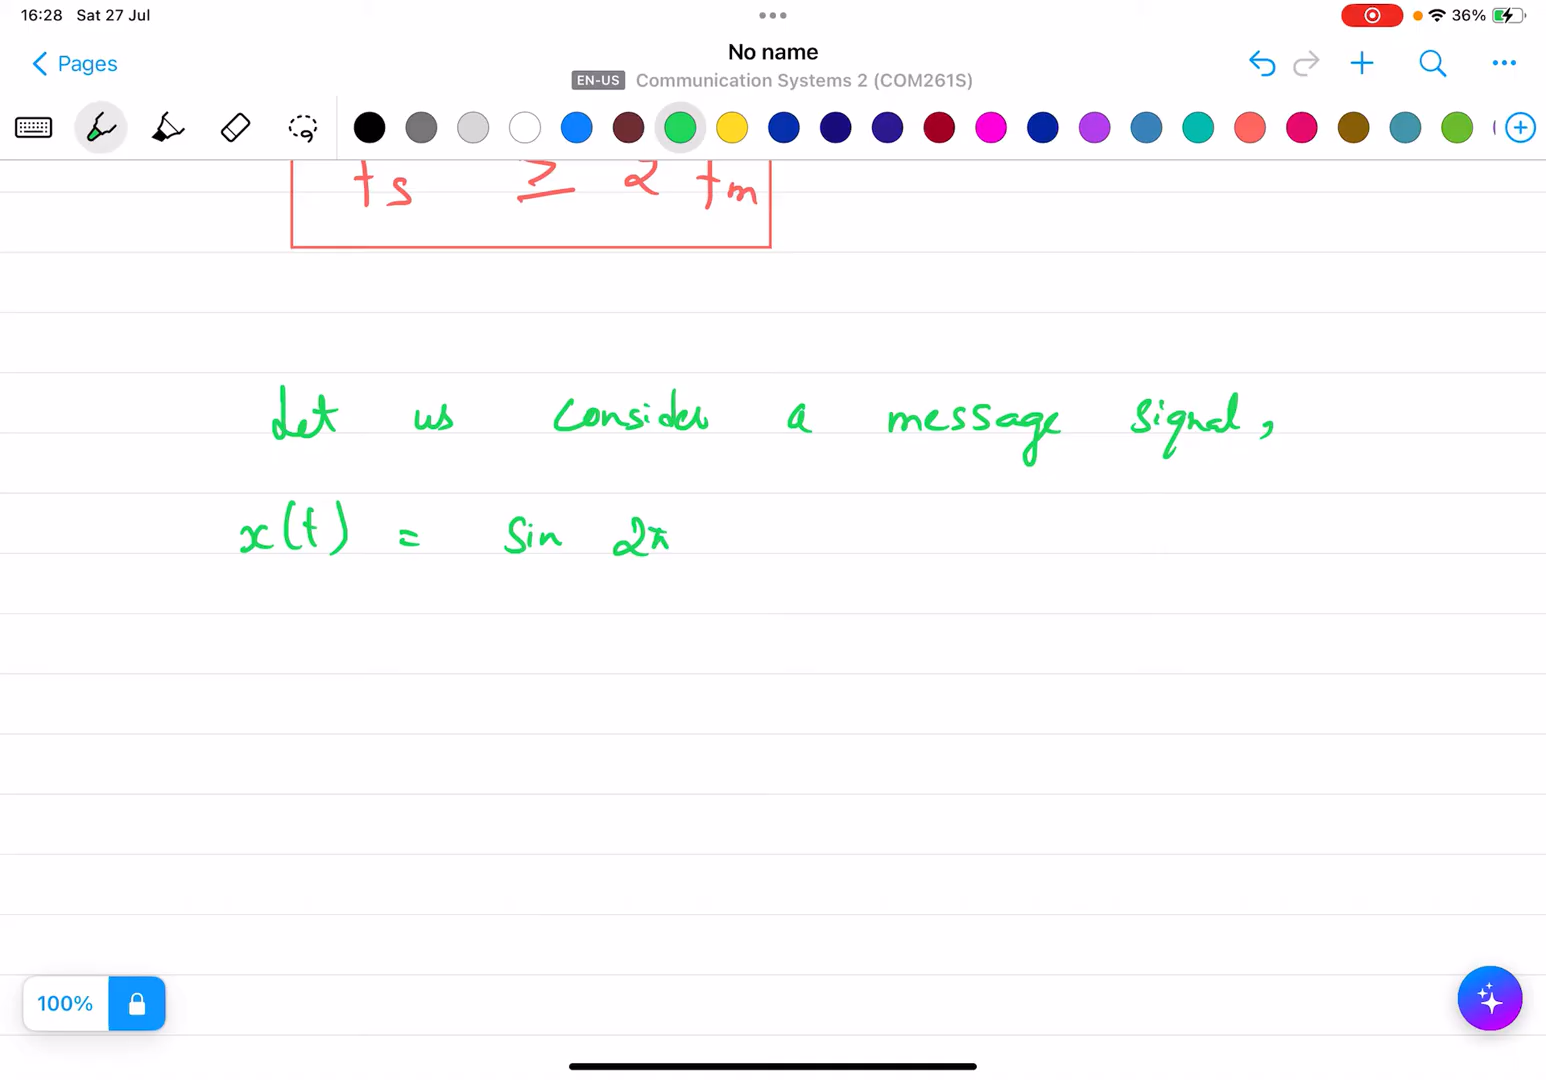 16:28 Sat 27 Jul
36%
Pages
No name
EN-US Communication Systems 2 (COM261S)
fs ≥ 2 fm
Let us consider a message signal,
x(t) = Sin 2π
100%